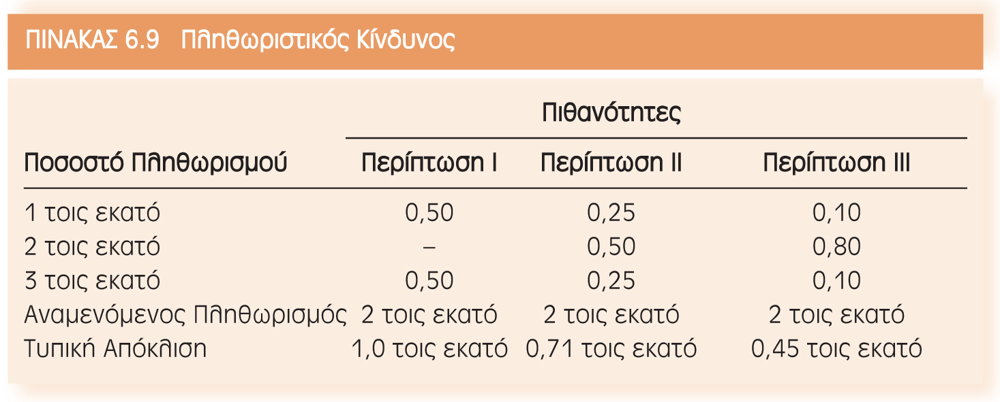 ΠΙΝΑΚΑΣ 6.9 Πληθωριστικός Κίνδυνος
Πιθανότητες
Ποσοστό Πληθωρισμού Περίπτωση I Περίπτωση II Περίπτωση III
1 τοις εκατό 0,50 0,25 0,10
2 τοις εκατό – 0,50 0,80
3 τοις εκατό 0,50 0,25 0,10
Αναμενόμενος Πληθωρισμός 2 τοις εκατό 2 τοις εκατό 2 τοις εκατό
Τυπική Απόκλιση 1,0 τοις εκατό 0,71 τοις εκατό 0,45 τοις εκατό